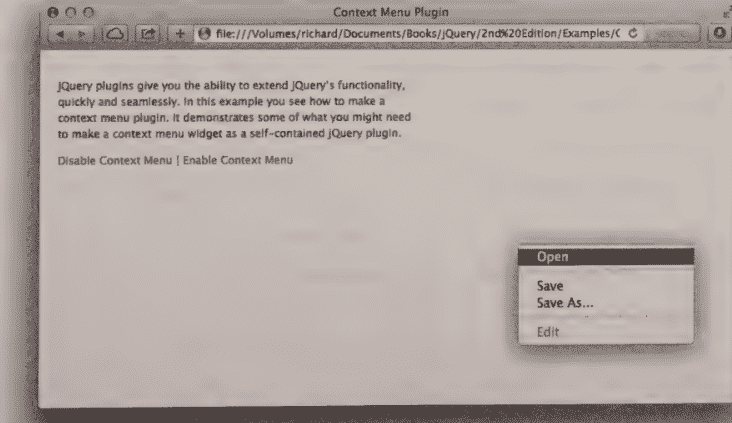 Context Menu Plugin
file:///Volumes/richard/Documents/Books/jQuery/2nd%20Edition/Examples/C
jQuery plugins give you the ability to extend jQuery's functionality,
quickly and seamlessly. In this example you see how to make a
context menu plugin. It demonstrates some of what you might need
to make a context menu widget as a self-contained jQuery plugin.
Disable Context Menu | Enable Context Menu
Open
Save
Save As...
Edit